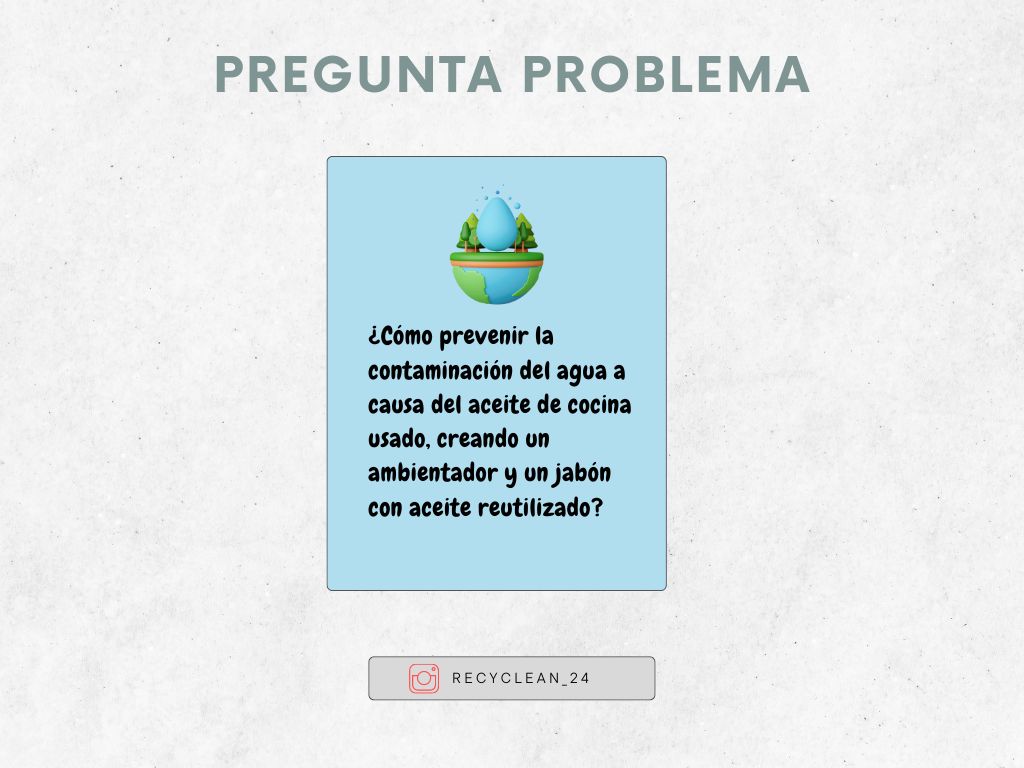 PREGUNTA PROBLEMA
¿Cómo prevenir la
contaminación del agua a
causa del aceite de cocina
usado, creando un
ambientador y un jabón
con aceite reutilizado?
RECYCLEAN_24